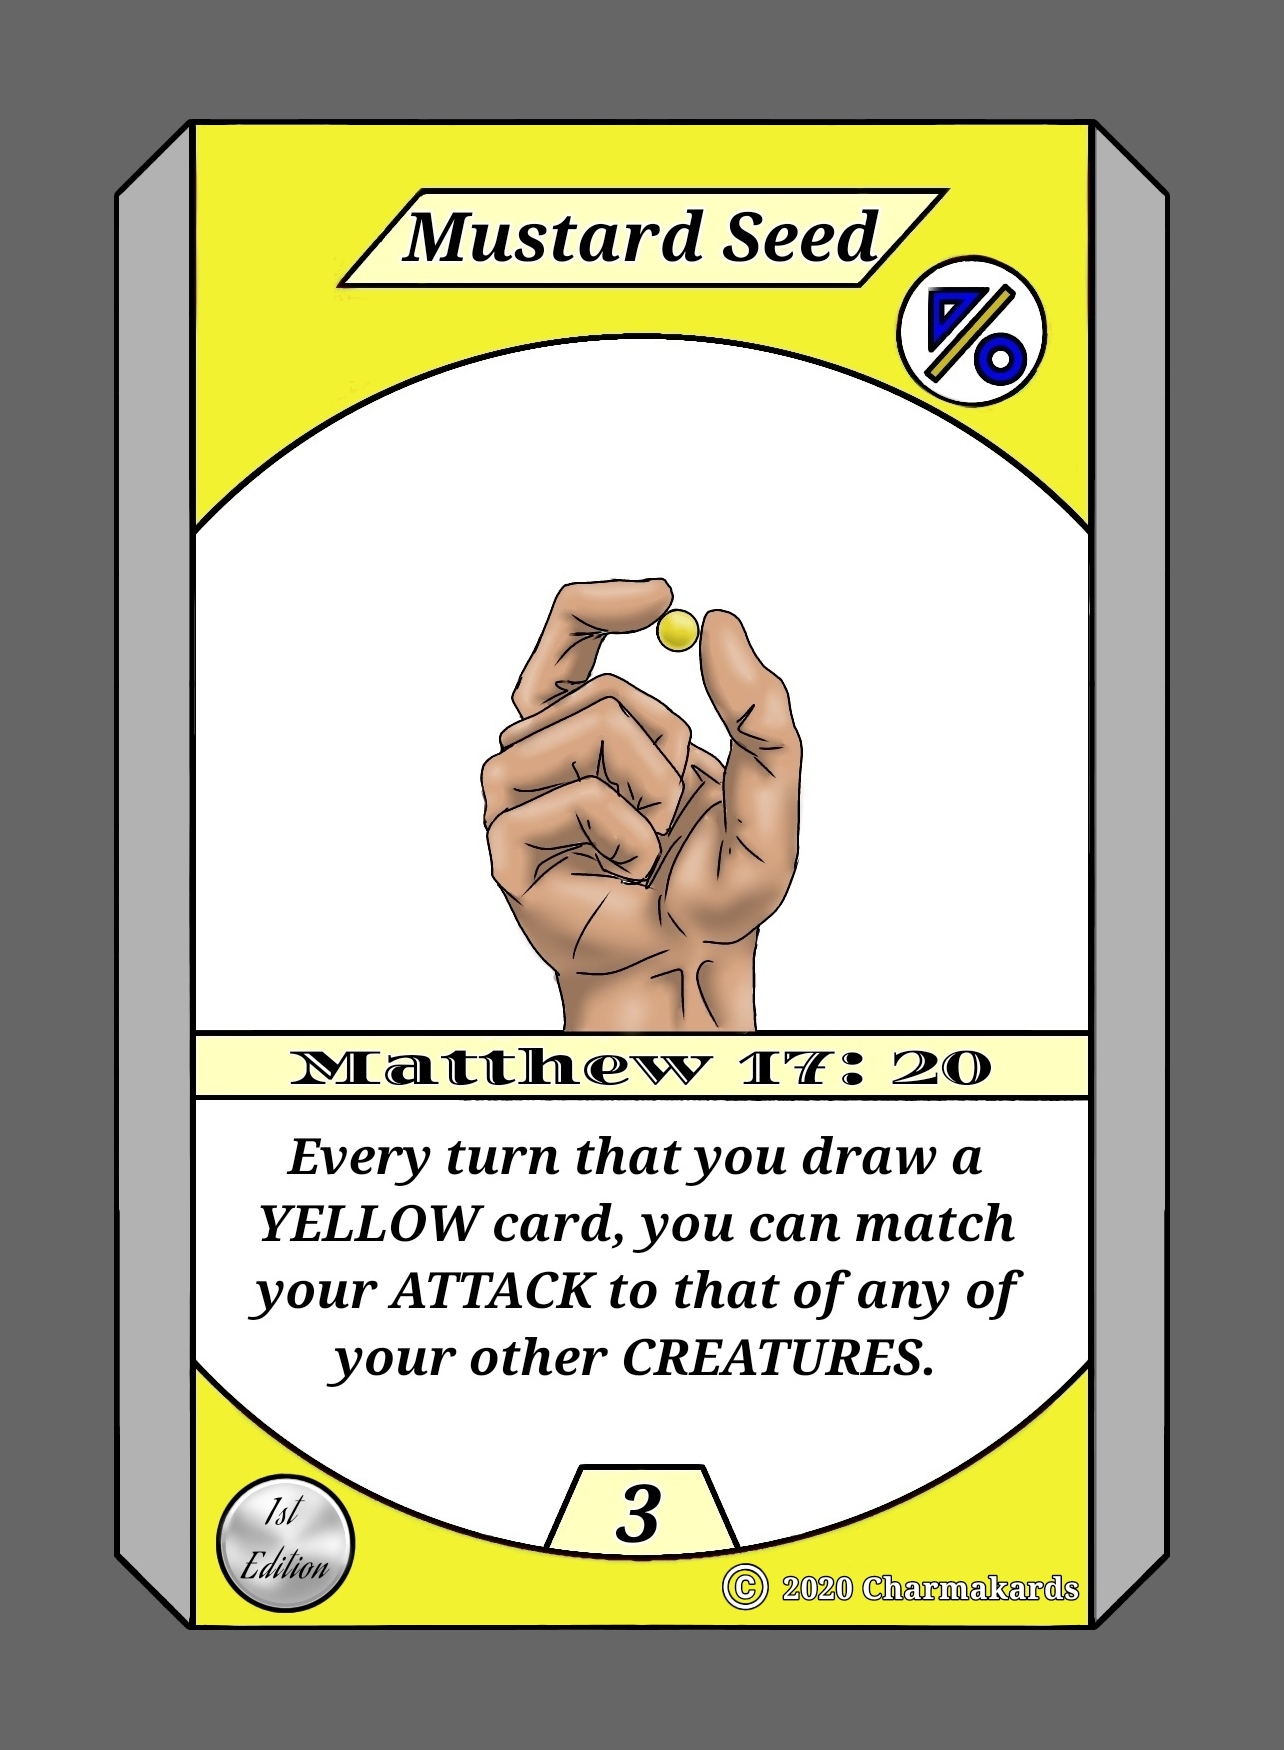 Mustard Seed
Matthew 17: 20
Every turn that you draw a
YELLOW card, you can match
your ATTACK to that of any of
your other CREATURES.
3
1st
Edition
© 2020 Charmakards